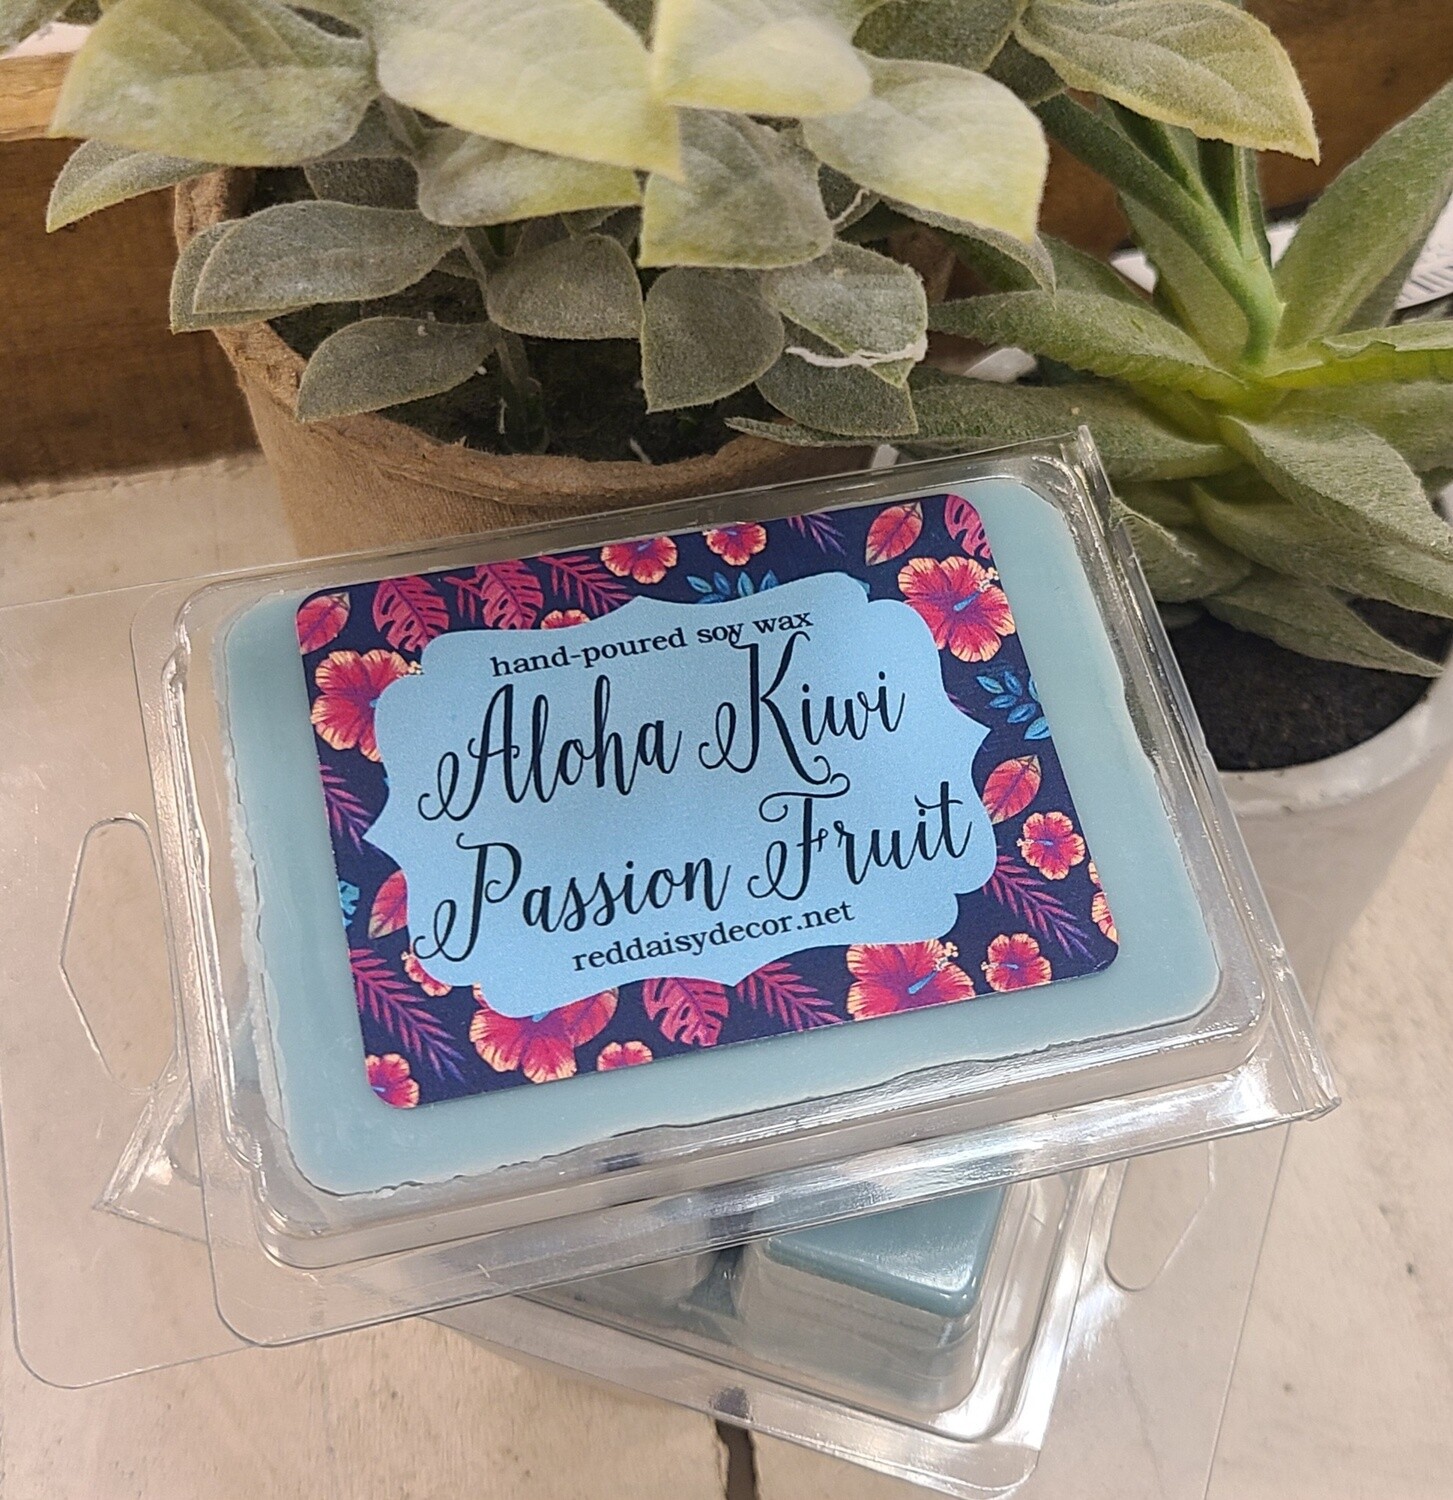 hand-poured soy wax
Aloha Kiwi
Passion Fruit
reddaisydecor.net